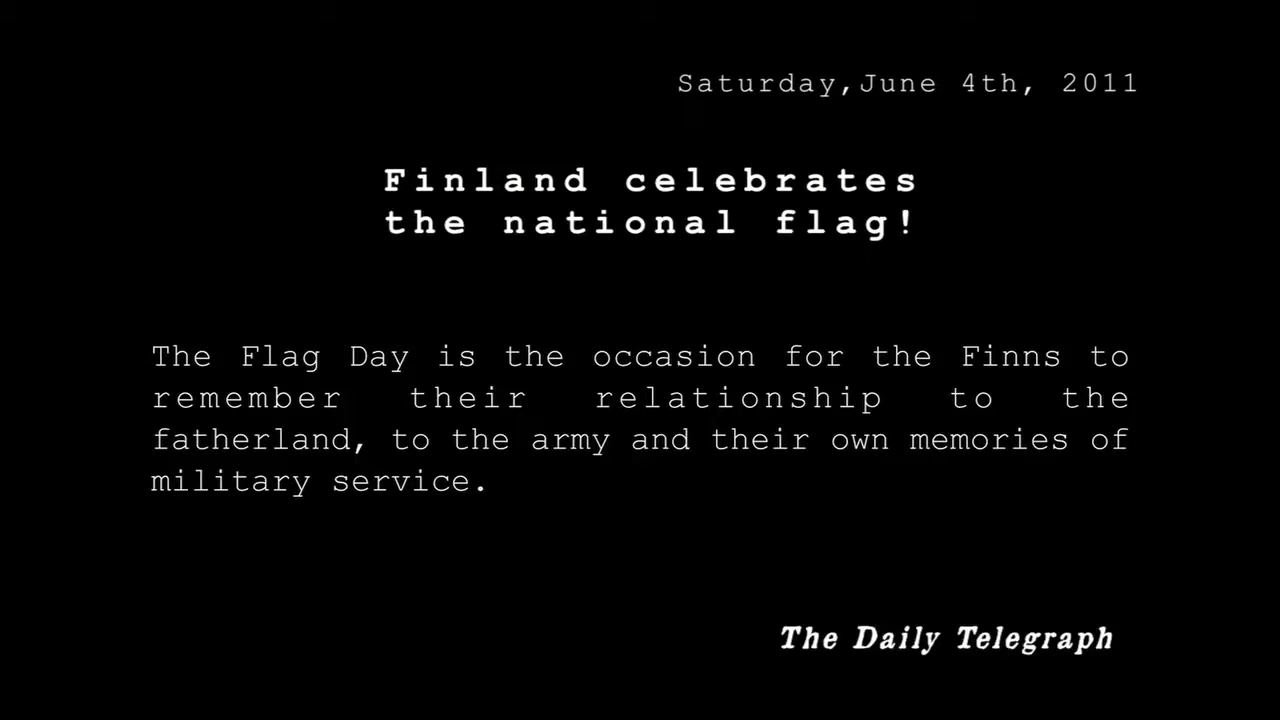 Saturday,June 4th, 2011
Finland celebrates
the national flag!
The Flag Day is the occasion for the Finns to
remember their relationship to the
fatherland, to the army and their own memories of
military service.
The Daily Telegraph